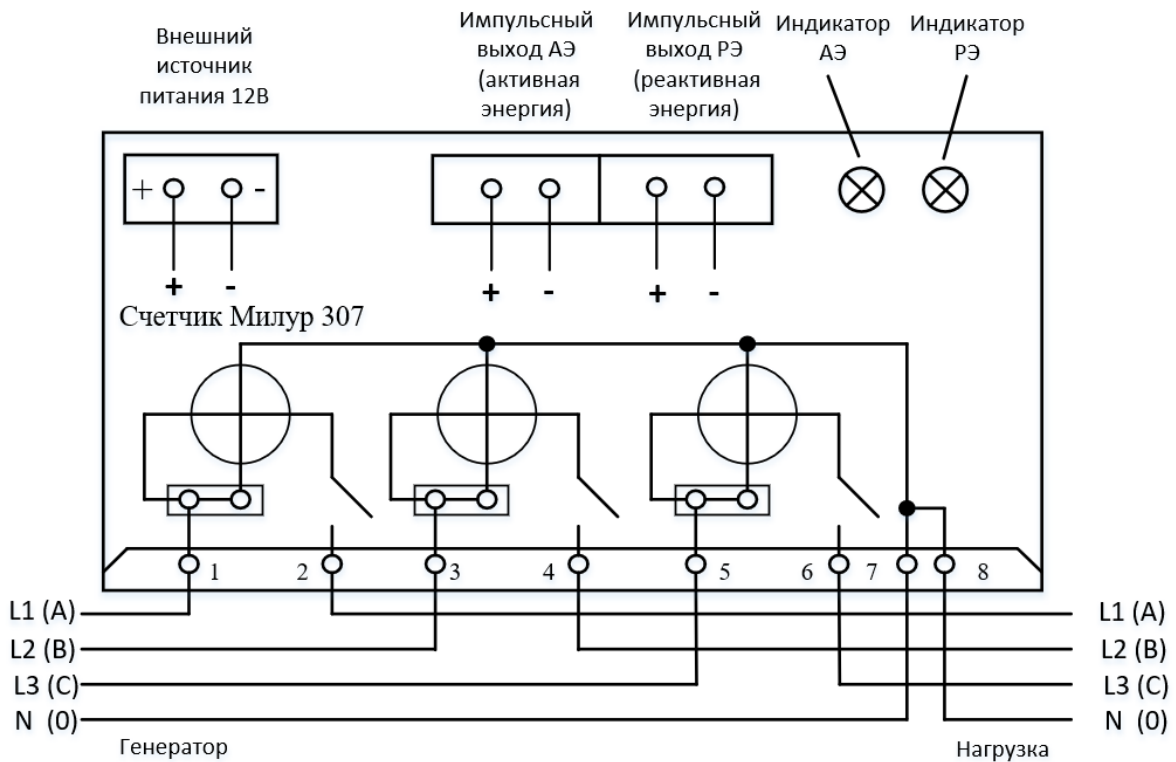 Внешний
источник
питания 12В
Импульсный
выход АЭ
(активная
энергия)
Импульсный
выход РЭ
(реактивная
энергия)
Индикатор
АЭ
Индикатор
РЭ
+ -
+ - + - + -
Счетчик Милур 307
1 2 3 4 5 6 7 8
L1 (A) L1 (A)
L2 (B) L2 (B)
L3 (C) L3 (C)
N (0) N (0)
Генератор Нагрузка